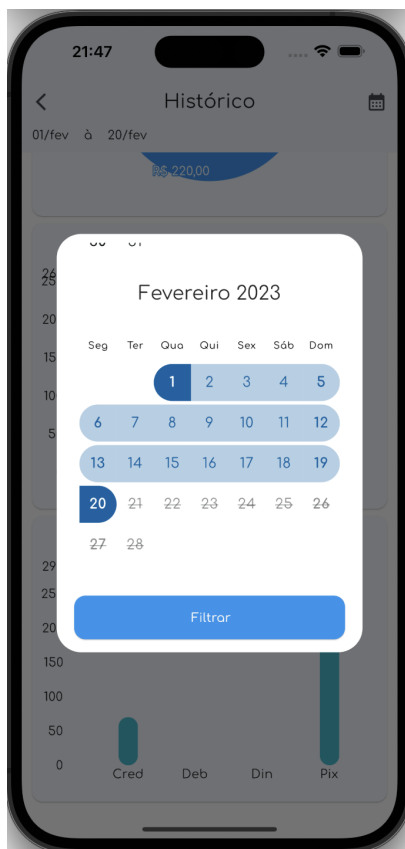 21:47
Histórico
01/fev à 20/fev
R$ 220,00
30 31
Fevereiro 2023
Seg Ter Qua Qui Sex Sáb Dom
1 2 3 4 5
6 7 8 9 10 11 12
13 14 15 16 17 18 19
20 21 22 23 24 25 26
27 28
Filtrar
26
25
20
15
10
5
29
25
20
150
100
50
0
Cred Deb Din Pix